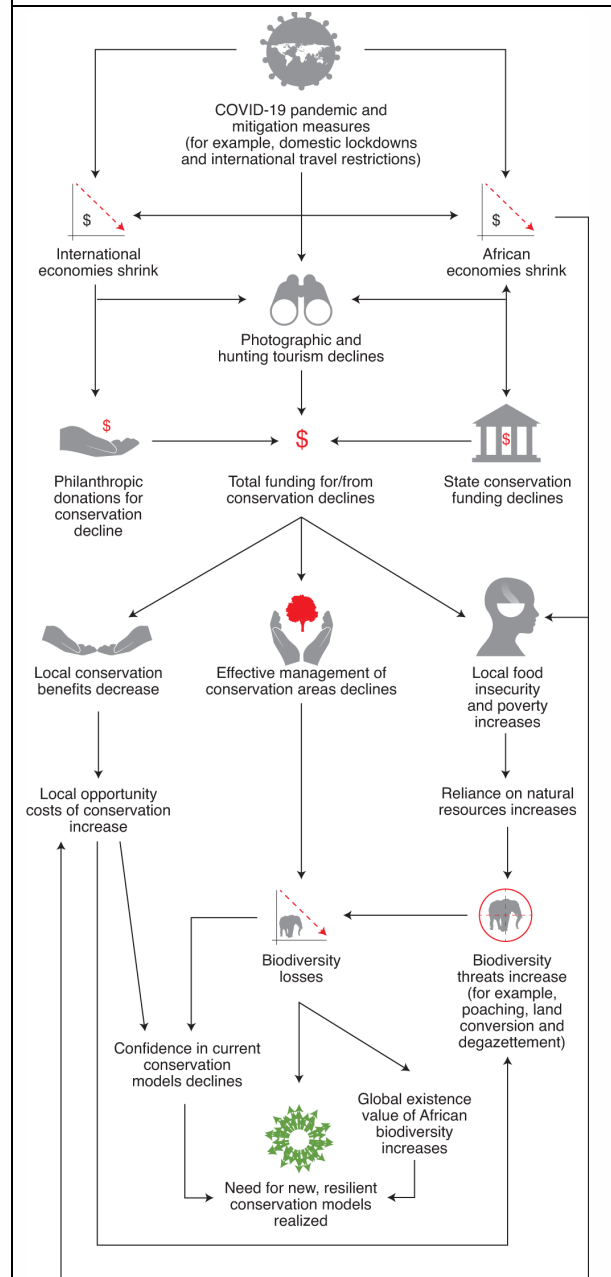 COVID-19 pandemic and
mitigation measures
(for example, domestic lockdowns
and international travel restrictions)
$
International
economies shrink
$
African
economies shrink
Photographic and
hunting tourism declines
$
Philanthropic
donations for
conservation
decline
$
Total funding for/from
conservation declines
$
State conservation
funding declines
Local conservation
benefits decrease
Effective management of
conservation areas declines
Local food
insecurity
and poverty
increases
Local opportunity
costs of conservation
increase
Reliance on natural
resources increases
Biodiversity
losses
Biodiversity
threats increase
(for example,
poaching, land
conversion and
degazettement)
Confidence in current
conservation
models declines
Global existence
value of African
biodiversity
increases
Need for new, resilient
conservation models
realized